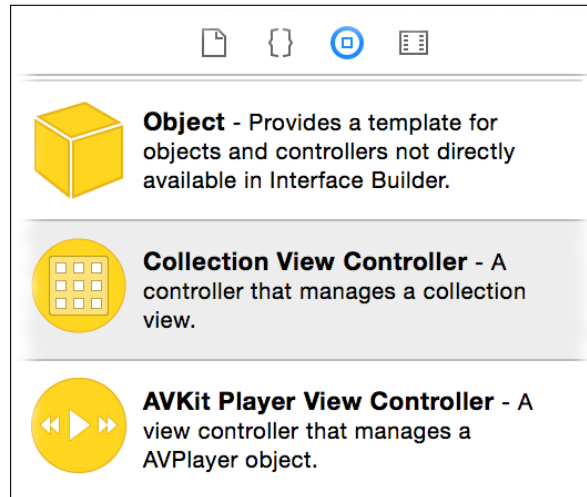 Object - Provides a template for
objects and controllers not directly
available in Interface Builder.
Collection View Controller - A
controller that manages a collection
view.
AVKit Player View Controller - A
view controller that manages a
AVPlayer object.